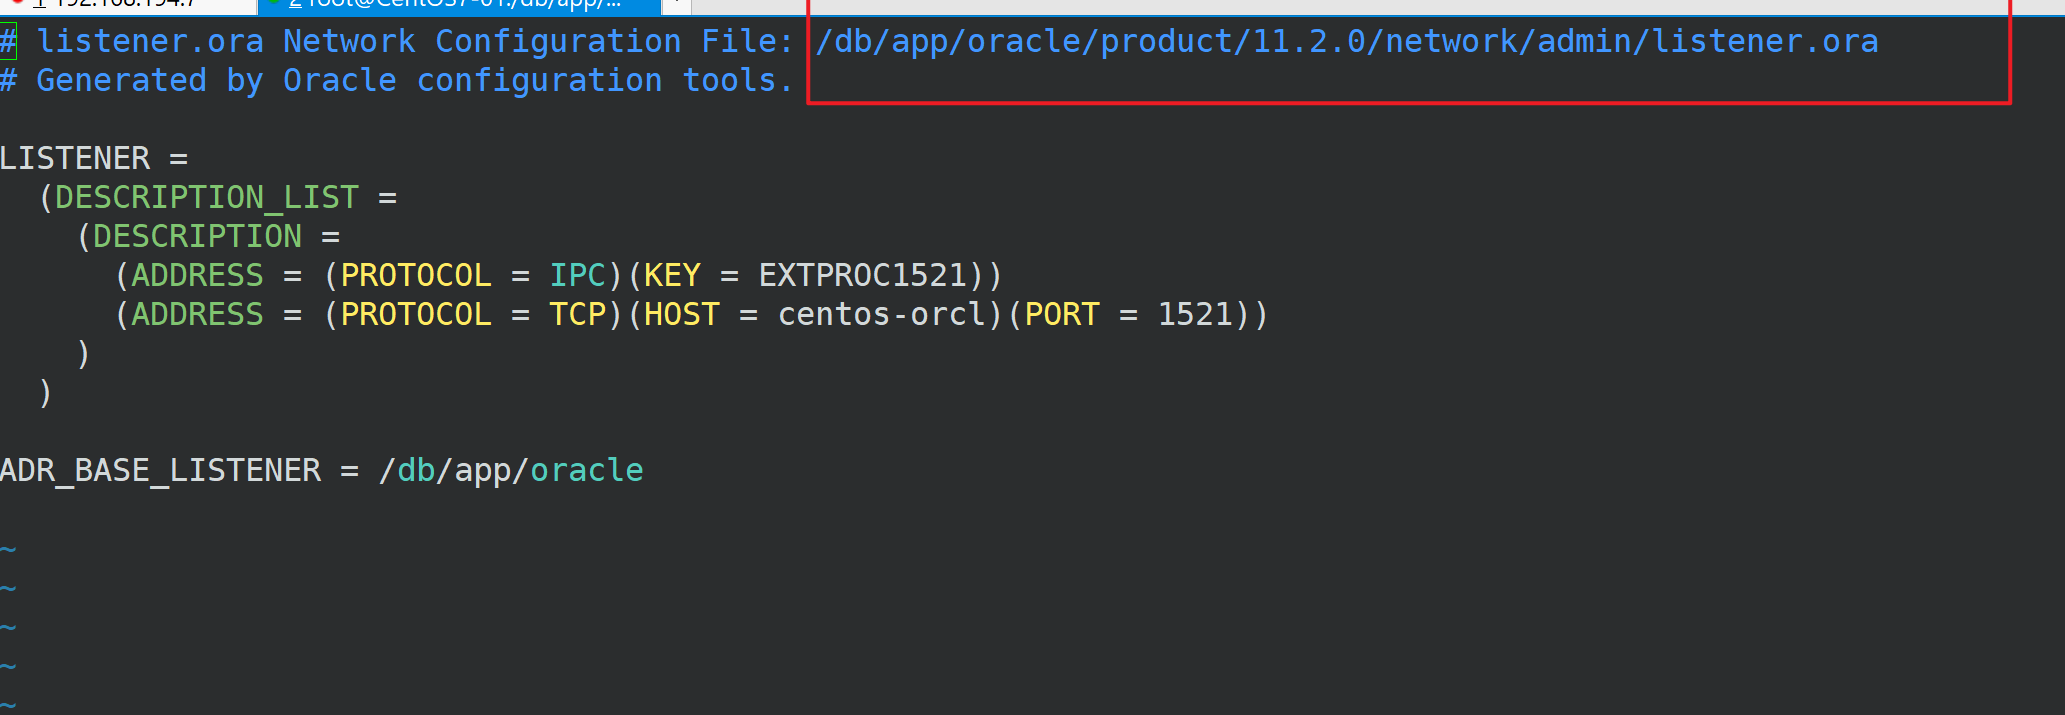 1 192.168.194.7 2 root@CentOS7-01:/db/app/...
# listener.ora Network Configuration File: /db/app/oracle/product/11.2.0/network/admin/listener.ora
# Generated by Oracle configuration tools.
LISTENER =
(DESCRIPTION_LIST =
(DESCRIPTION =
(ADDRESS = (PROTOCOL = IPC)(KEY = EXTPROC1521))
(ADDRESS = (PROTOCOL = TCP)(HOST = centos-orcl)(PORT = 1521))
)
)
ADR_BASE_LISTENER = /db/app/oracle
~
~
~
~
~